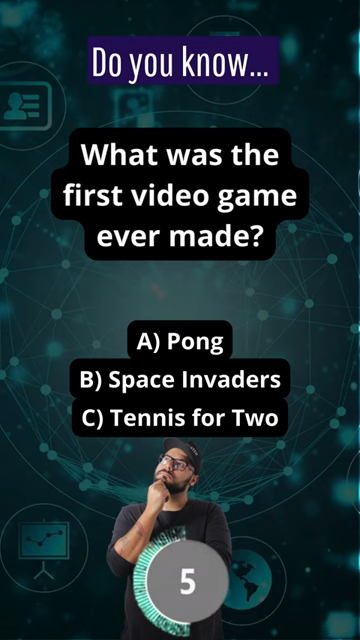 Do you know...
What was the
first video game
ever made?
A) Pong
B) Space Invaders
C) Tennis for Two
5